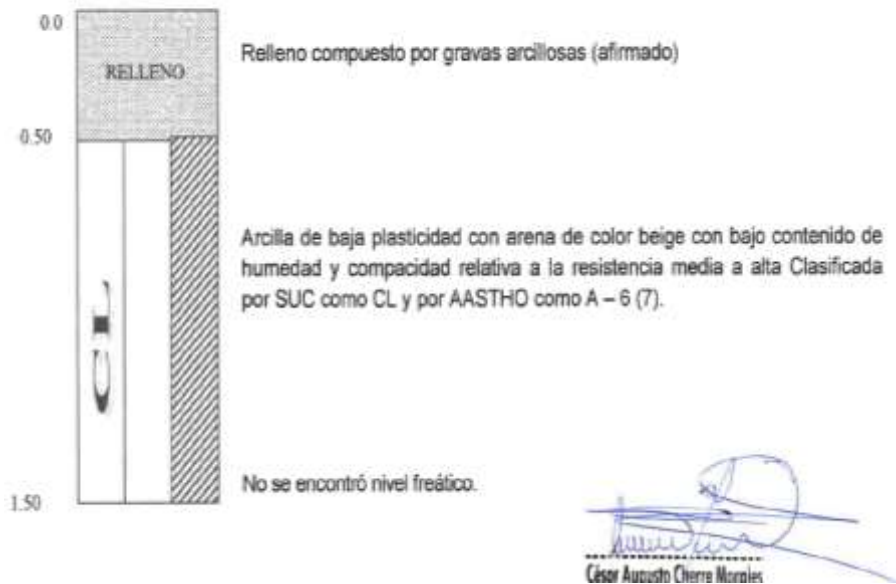 0.0
RELLENO
Relleno compuesto por gravas arcillosas (afirmado)
0.50
Arcilla de baja plasticidad con arena de color beige con bajo contenido de
humedad y compacidad relativa a la resistencia media a alta Clasificada
por SUC como CL y por AASTHO como A – 6 (7).
CL
No se encontró nivel freático.
1.50
César Augusto Cherre Morales